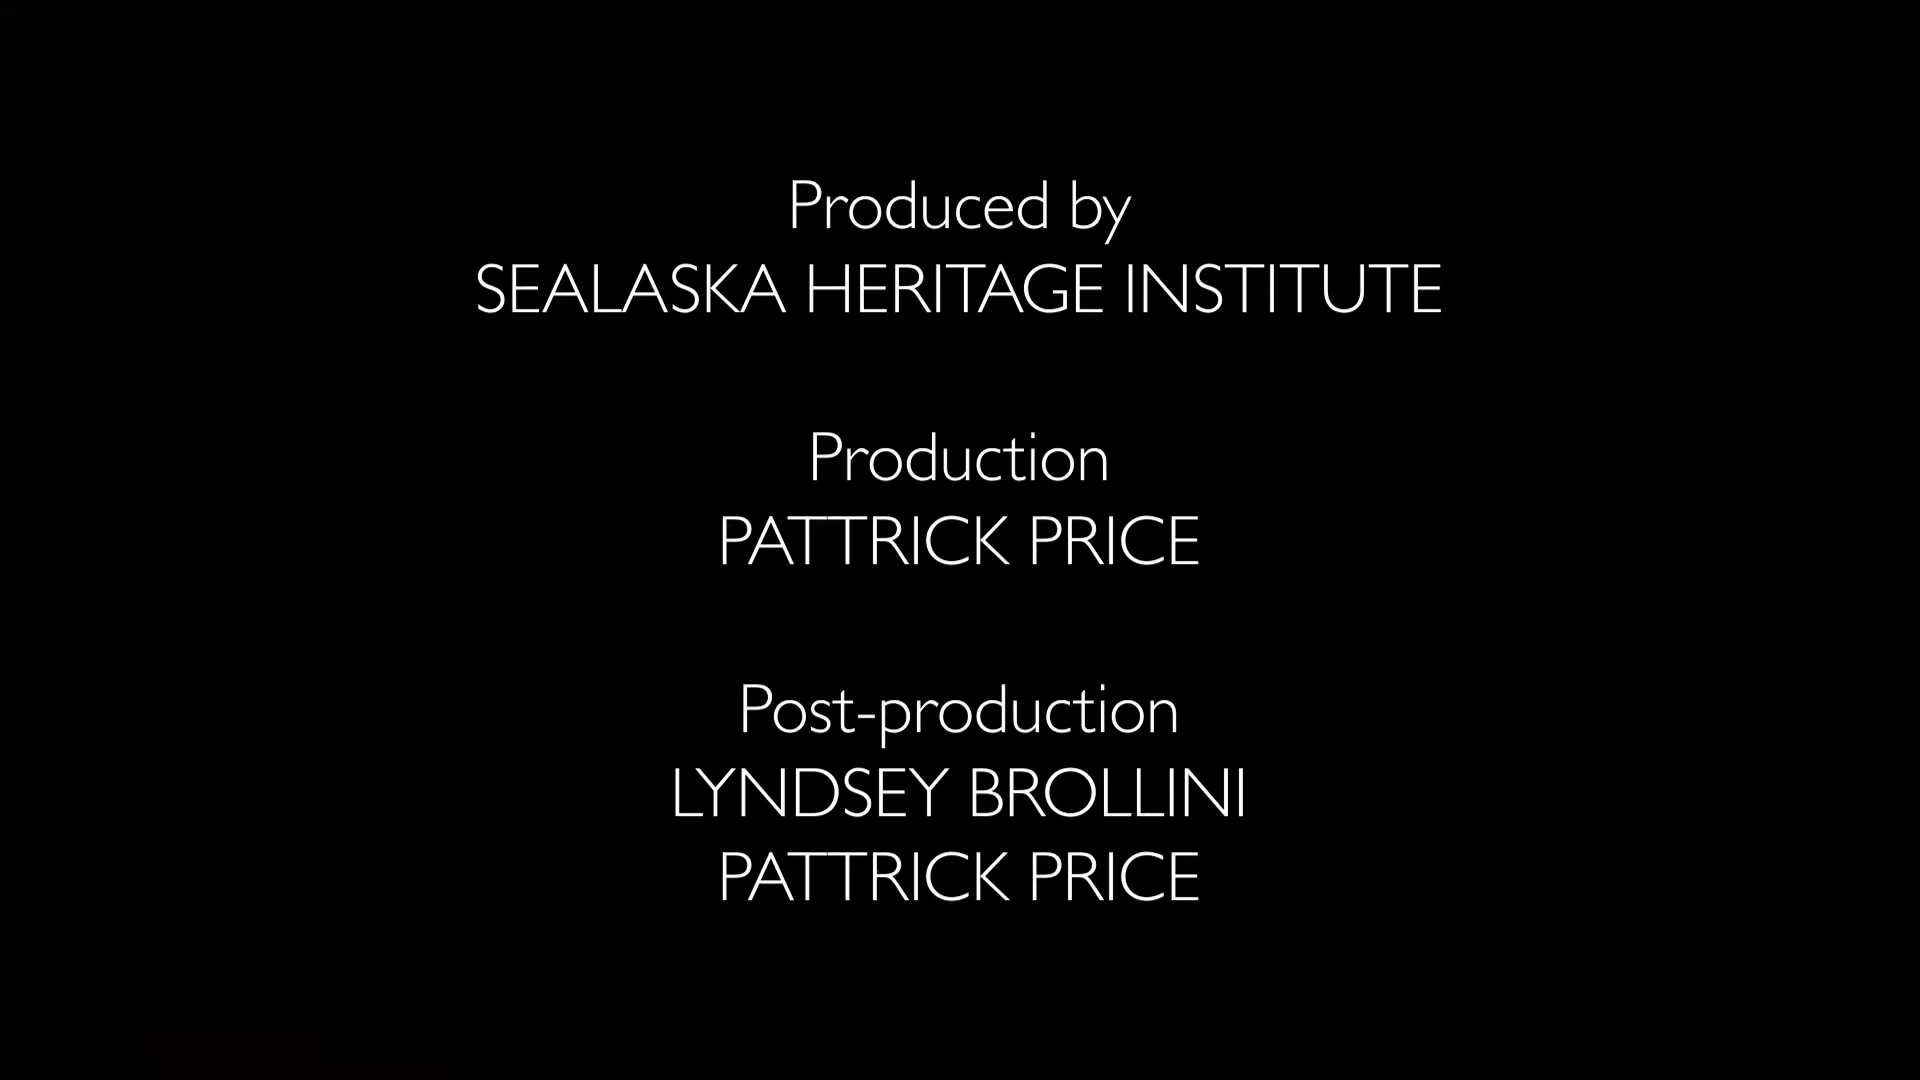 Produced by
SEALASKA HERITAGE INSTITUTE
Production
PATTRICK PRICE
Post-production
LYNDSEY BROLLINI
PATTRICK PRICE